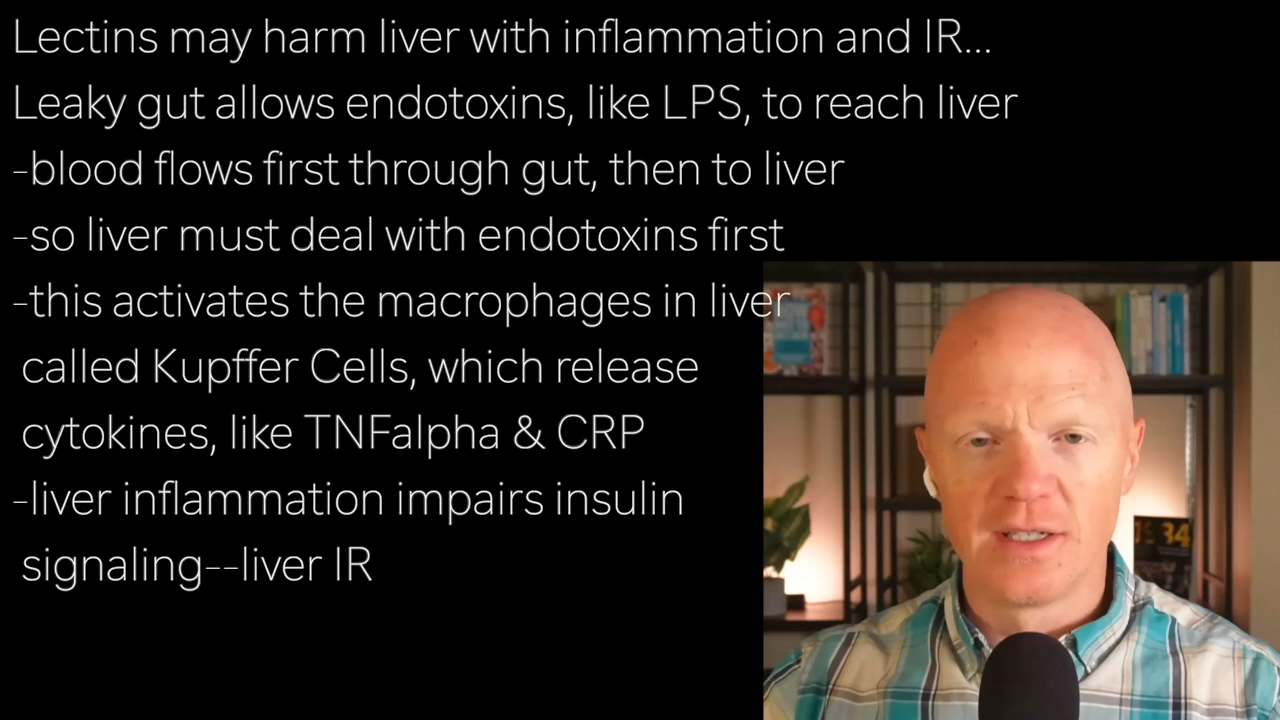 Lectins may harm liver with inflammation and IR...
Leaky gut allows endotoxins, like LPS, to reach liver
-blood flows first through gut, then to liver
-so liver must deal with endotoxins first
-this activates the macrophages in liver
called Kupffer Cells, which release
cytokines, like TNFalpha & CRP
-liver inflammation impairs insulin
signaling--liver IR